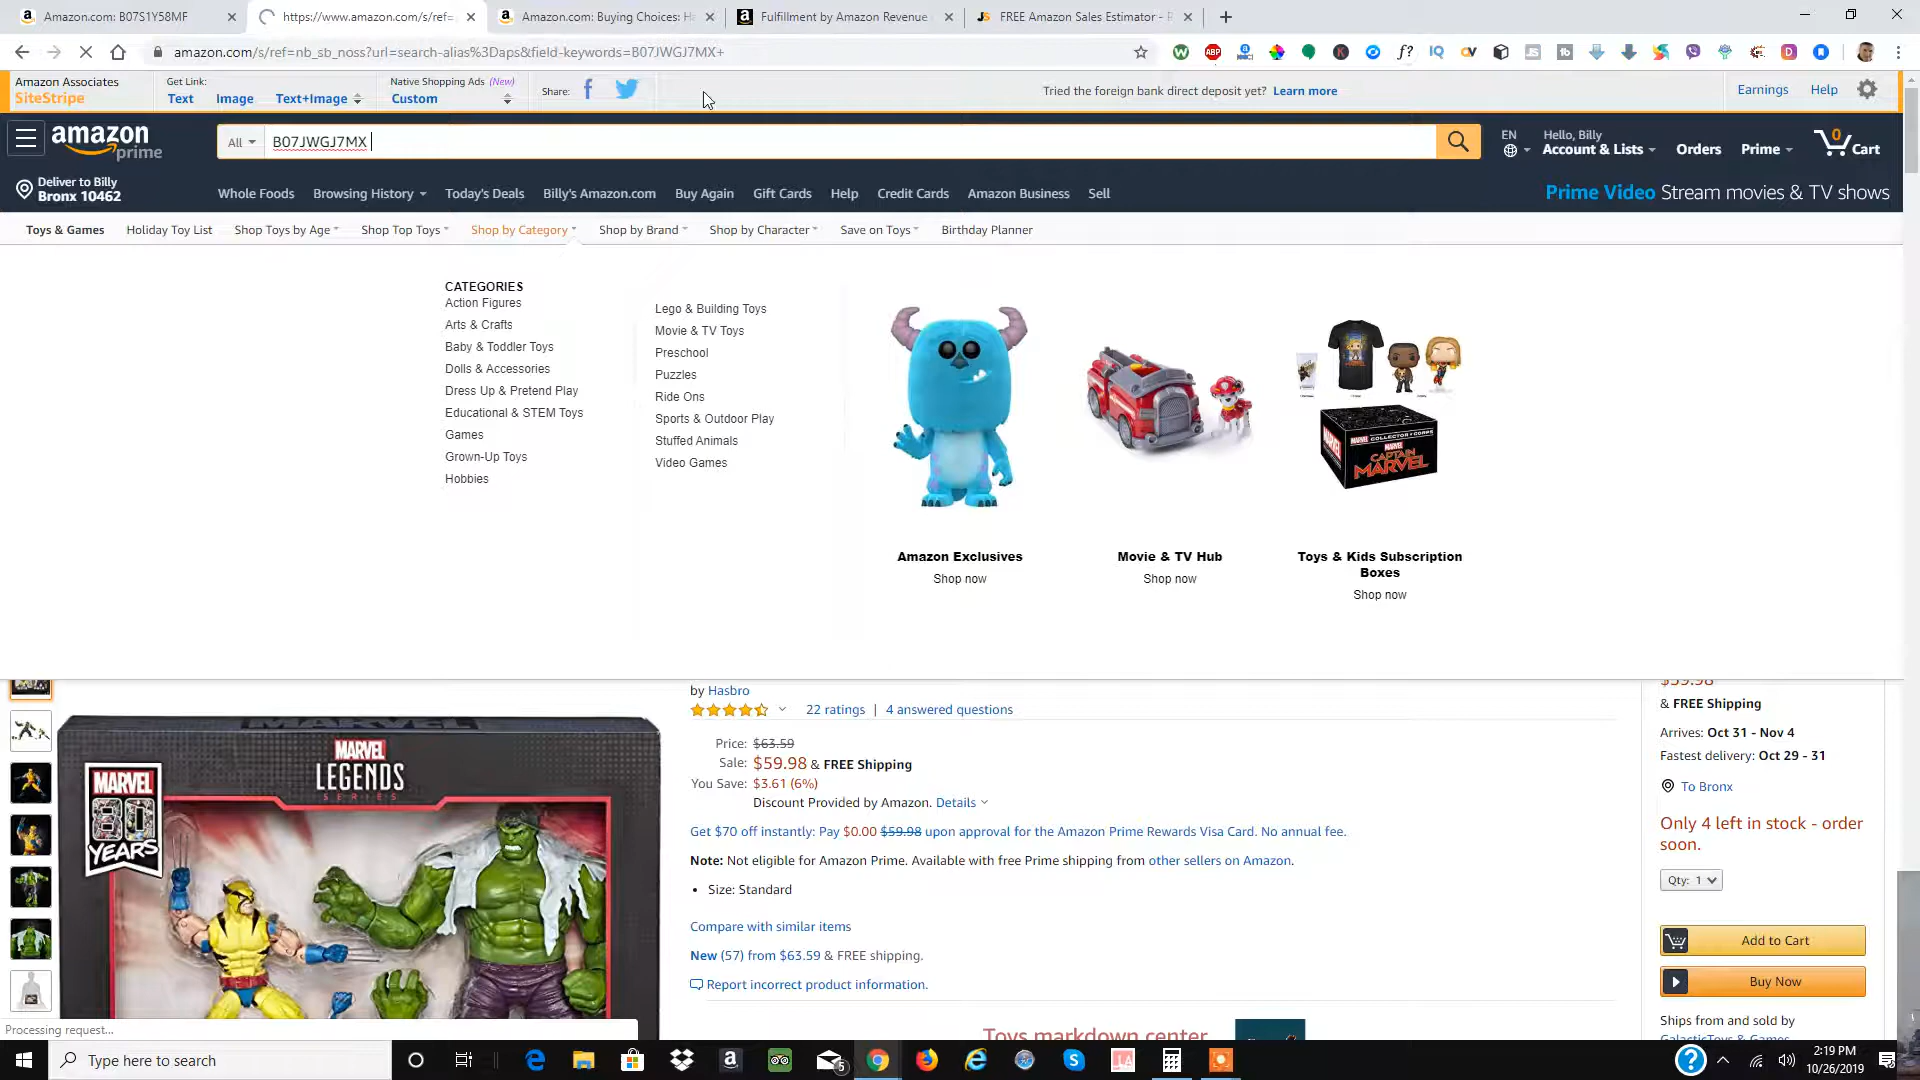 Amazon.com: B07S1Y58MF
https://www.amazon.com/s/ref=
Amazon.com: Buying Choices: Ha
Fulfillment by Amazon Revenue
FREE Amazon Sales Estimator -
amazon.com/s/ref=nb_sb_noss?url=search-alias%3Daps&field-keywords=B07JWGJ7MX+
Amazon Associates
SiteStripe
Get Link:
Text Image Text+Image
Native Shopping Ads (New)
Custom
Share:
Tried the foreign bank direct deposit yet? Learn more
Earnings Help
amazon prime
All B07JWGJ7MX
EN
Hello, Billy
Account & Lists
Orders
Prime
0
Cart
Deliver to Billy
Bronx 10462
Whole Foods Browsing History Today's Deals Billy's Amazon.com Buy Again Gift Cards Help Credit Cards Amazon Business Sell
Prime Video Stream movies & TV shows
Toys & Games Holiday Toy List Shop Toys by Age Shop Top Toys Shop by Category Shop by Brand Shop by Character Save on Toys Birthday Planner
CATEGORIES
Action Figures
Arts & Crafts
Baby & Toddler Toys
Dolls & Accessories
Dress Up & Pretend Play
Educational & STEM Toys
Games
Grown-Up Toys
Hobbies
Lego & Building Toys
Movie & TV Toys
Preschool
Puzzles
Ride Ons
Sports & Outdoor Play
Stuffed Animals
Video Games
MARVEL COLLECTOR CORPS
CAPTAIN
MARVEL
Amazon Exclusives
Shop now
Movie & TV Hub
Shop now
Toys & Kids Subscription
Boxes
Shop now
by Hasbro
22 ratings | 4 answered questions
Price: $63.59
Sale: $59.98 & FREE Shipping
You Save: $3.61 (6%)
Discount Provided by Amazon. Details
Get $70 off instantly: Pay $0.00 $59.98 upon approval for the Amazon Prime Rewards Visa Card. No annual fee.
Note: Not eligible for Amazon Prime. Available with free Prime shipping from other sellers on Amazon.
Size: Standard
Compare with similar items
New (57) from $63.59 & FREE shipping.
Report incorrect product information.
Toys markdown center
MARVEL
MARVEL
LEGENDS
SERIES
MARVEL
80
YEARS
$59.98
& FREE Shipping
Arrives: Oct 31 - Nov 4
Fastest delivery: Oct 29 - 31
To Bronx
Only 4 left in stock - order
soon.
Qty: 1
Add to Cart
Buy Now
Ships from and sold by
GalacticToys & Games
Processing request...
Type here to search
5
2:19 PM
10/26/2019